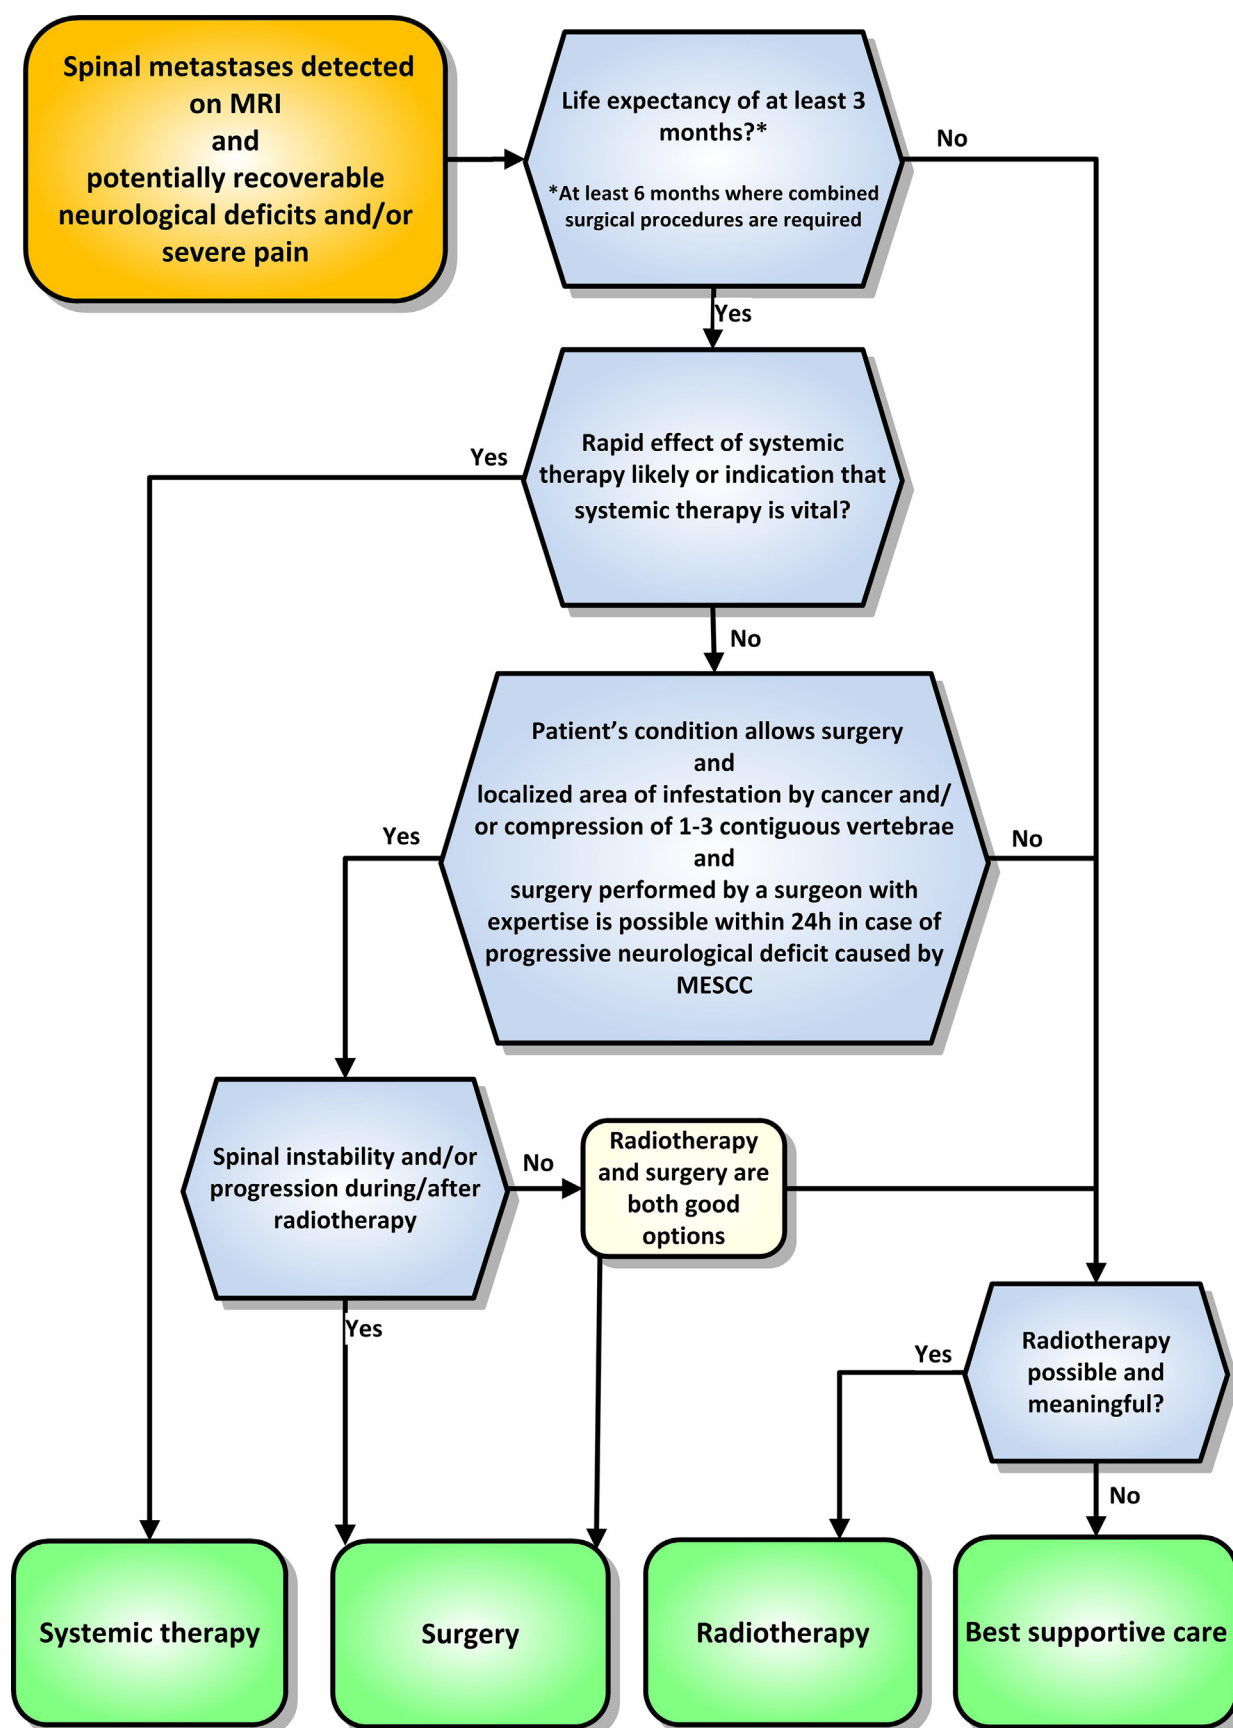 Spinal metastases detected
on MRI
and
potentially recoverable
neurological deficits and/or
severe pain
Life expectancy of at least 3
months?*
*At least 6 months where combined
surgical procedures are required
No
Yes
Rapid effect of systemic
therapy likely or indication that
systemic therapy is vital?
Yes
No
Patient’s condition allows surgery
and
localized area of infestation by cancer and/
or compression of 1-3 contiguous vertebrae
and
surgery performed by a surgeon with
expertise is possible within 24h in case of
progressive neurological deficit caused by
MESCC
Yes
No
Spinal instability and/or
progression during/after
radiotherapy
No
Yes
Radiotherapy
and surgery are
both good
options
Radiotherapy
possible and
meaningful?
Yes
No
Systemic therapy
Surgery
Radiotherapy
Best supportive care